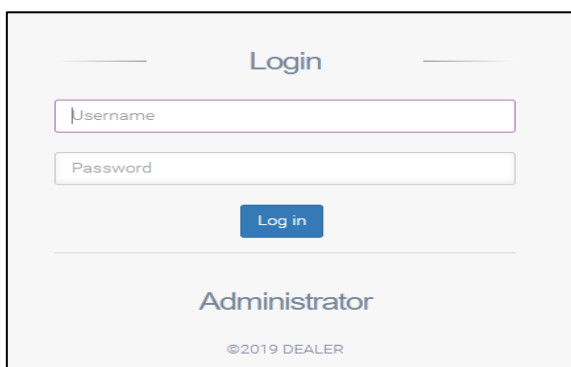 Login
Username
Password
Log in
Administrator
©2019 DEALER